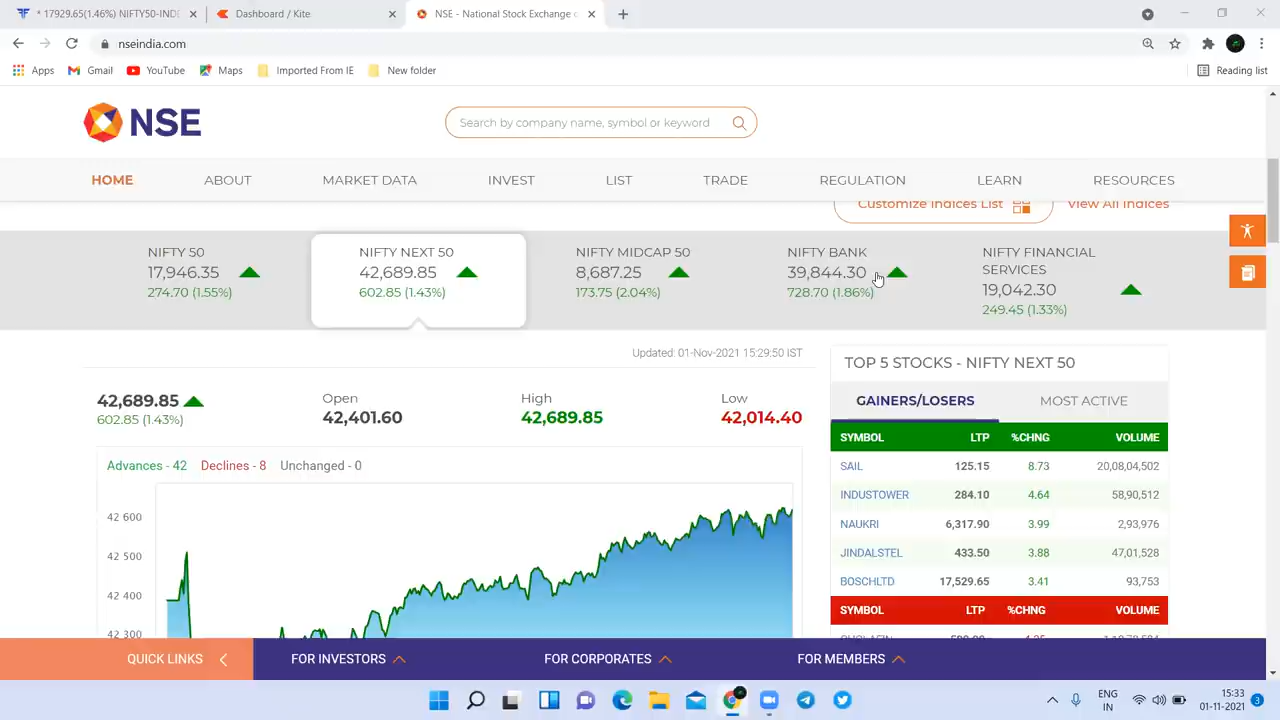 * 17929.65(1.46%) NIFTY50-INDE
Dashboard / Kite
NSE - National Stock Exchange o
nseindia.com
Apps
Gmail
YouTube
Maps
Imported From IE
New folder
Reading list
NSE
Search by company name, symbol or keyword
HOME
ABOUT
MARKET DATA
INVEST
LIST
TRADE
REGULATION
LEARN
RESOURCES
Customize Indices List
View All Indices
NIFTY 50
17,946.35
274.70 (1.55%)
NIFTY NEXT 50
42,689.85
602.85 (1.43%)
NIFTY MIDCAP 50
8,687.25
173.75 (2.04%)
NIFTY BANK
39,844.30
728.70 (1.86%)
NIFTY FINANCIAL
SERVICES
19,042.30
249.45 (1.33%)
Updated: 01-Nov-2021 15:29:50 IST
42,689.85
602.85 (1.43%)
Open
42,401.60
High
42,689.85
Low
42,014.40
Advances - 42 Declines - 8 Unchanged - 0
42 600
42 500
42 400
42 300
TOP 5 STOCKS - NIFTY NEXT 50
GAINERS/LOSERS
MOST ACTIVE
SYMBOL LTP %CHNG VOLUME
SAIL 125.15 8.73 20,08,04,502
INDUSTOWER 284.10 4.64 58,90,512
NAUKRI 6,317.90 3.99 2,93,976
JINDALSTEL 433.50 3.88 47,01,528
BOSCHLTD 17,529.65 3.41 93,753
SYMBOL LTP %CHNG VOLUME
QUICK LINKS
FOR INVESTORS
FOR CORPORATES
FOR MEMBERS
ENG
IN
15:33
01-11-2021
3